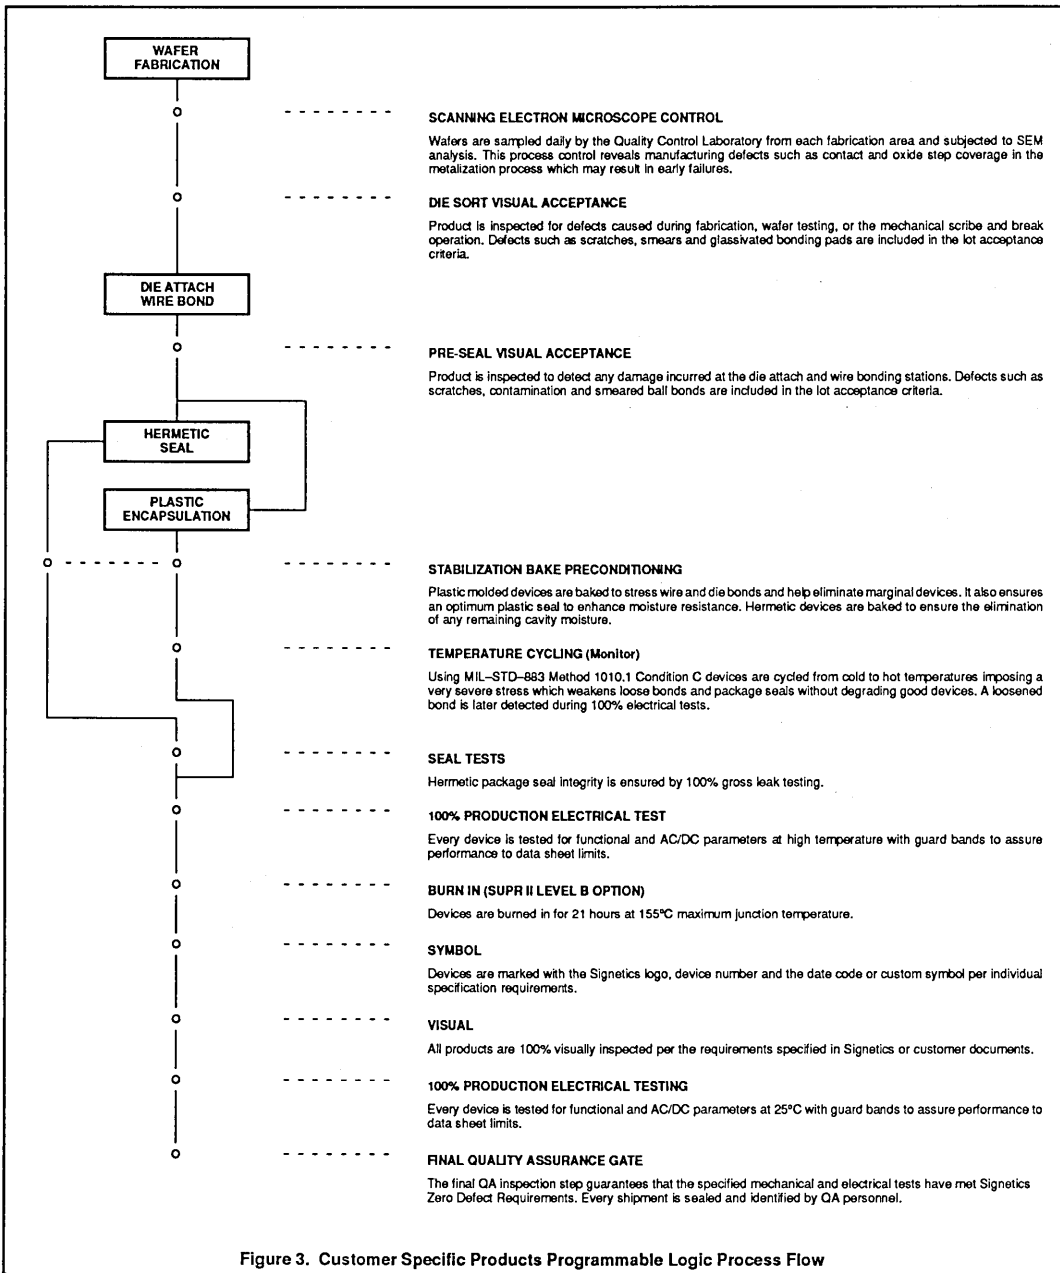 WAFER
FABRICATION
SCANNING ELECTRON MICROSCOPE CONTROL
Wafers are sampled daily by the Quality Control Laboratory from each fabrication area and subjected to SEM
analysis. This process control reveals manufacturing defects such as contact and oxide step coverage in the
metalization process which may result in early failures.
DIE SORT VISUAL ACCEPTANCE
Product is inspected for defects caused during fabrication, wafer testing, or the mechanical scribe and break
operation. Defects such as scratches, smears and glassivated bonding pads are included in the lot acceptance
criteria.
DIE ATTACH
WIRE BOND
PRE-SEAL VISUAL ACCEPTANCE
Product is inspected to detect any damage incurred at the die attach and wire bonding stations. Defects such as
scratches, contamination and smeared ball bonds are included in the lot acceptance criteria.
HERMETIC
SEAL
PLASTIC
ENCAPSULATION
STABILIZATION BAKE PRECONDITIONING
Plastic molded devices are baked to stress wire and die bonds and help eliminate marginal devices. It also ensures
an optimum plastic seal to enhance moisture resistance. Hermetic devices are baked to ensure the elimination
of any remaining cavity moisture.
TEMPERATURE CYCLING (Monitor)
Using MIL–STD–883 Method 1010.1 Condition C devices are cycled from cold to hot temperatures imposing a
very severe stress which weakens loose bonds and package seals without degrading good devices. A loosened
bond is later detected during 100% electrical tests.
SEAL TESTS
Hermetic package seal integrity is ensured by 100% gross leak testing.
100% PRODUCTION ELECTRICAL TEST
Every device is tested for functional and AC/DC parameters at high temperature with guard bands to assure
performance to data sheet limits.
BURN IN (SUPR II LEVEL B OPTION)
Devices are burned in for 21 hours at 155°C maximum junction temperature.
SYMBOL
Devices are marked with the Signetics logo, device number and the date code or custom symbol per individual
specification requirements.
VISUAL
All products are 100% visually inspected per the requirements specified in Signetics or customer documents.
100% PRODUCTION ELECTRICAL TESTING
Every device is tested for functional and AC/DC parameters at 25°C with guard bands to assure performance to
data sheet limits.
FINAL QUALITY ASSURANCE GATE
The final QA inspection step guarantees that the specified mechanical and electrical tests have met Signetics
Zero Defect Requirements. Every shipment is sealed and identified by QA personnel.
Figure 3. Customer Specific Products Programmable Logic Process Flow